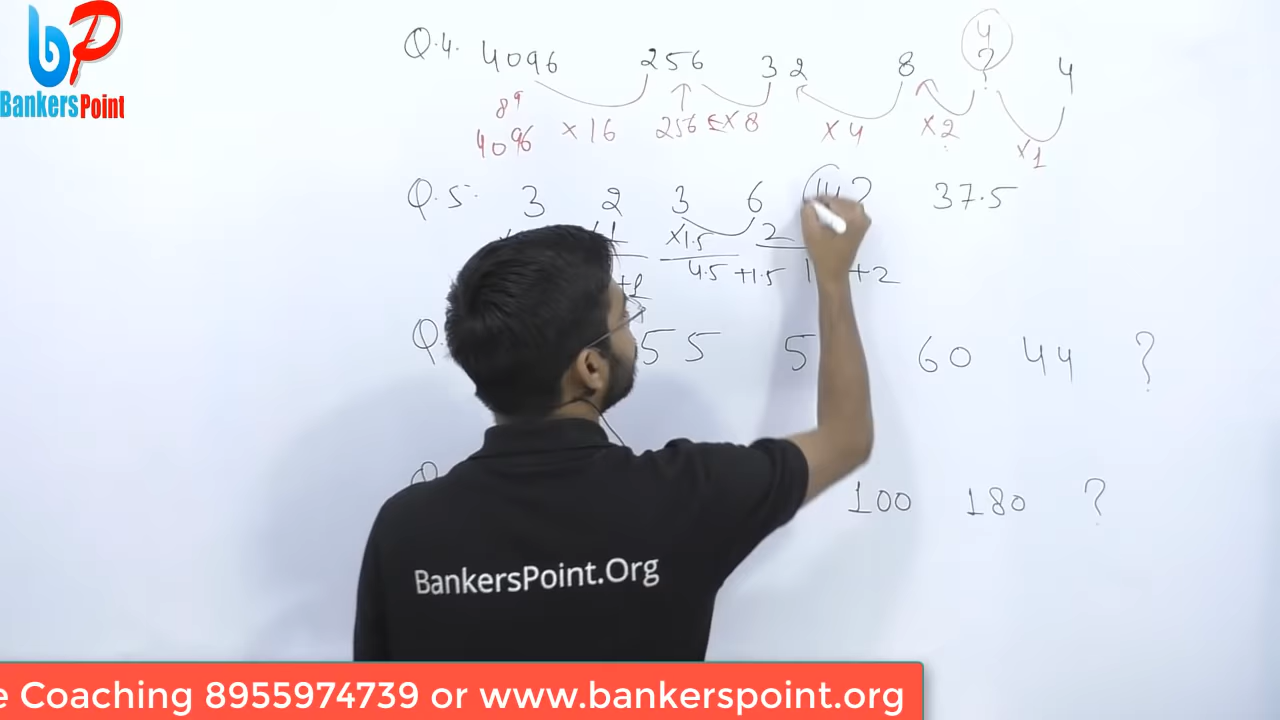 BankersPoint
Q.4. 4096 256 32 8 ? 4
4
8 9
4096 ×16 256 ×8 ×4 ×2 ×1
Q.5. 3 2 3 6 14 ? 37.5
×1.5 2
4.5 +1.5 +2
Q. 55 5 60 44 ?
100 180 ?
BankersPoint.Org
e Coaching 8955974739 or www.bankerspoint.org